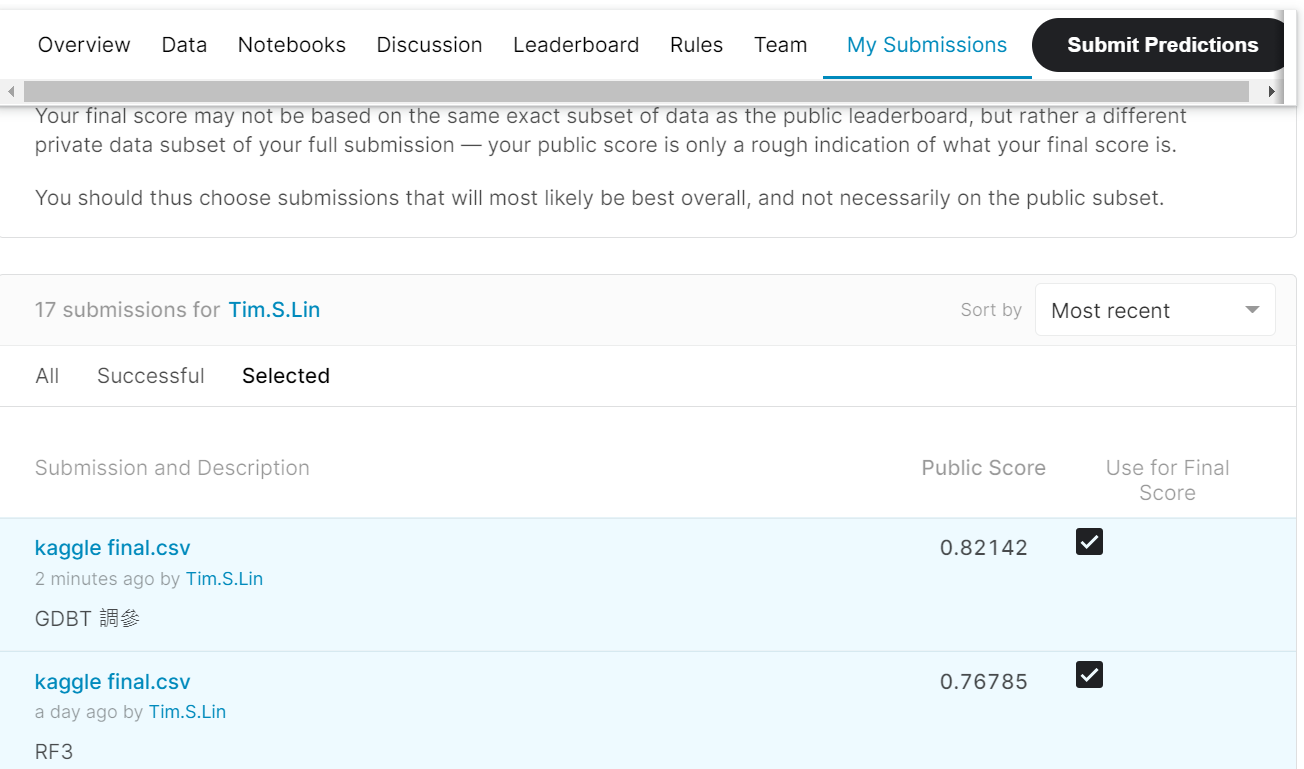 Overview Data Notebooks Discussion Leaderboard Rules Team My Submissions Submit Predictions
Your final score may not be based on the same exact subset of data as the public leaderboard, but rather a different
private data subset of your full submission — your public score is only a rough indication of what your final score is.
You should thus choose submissions that will most likely be best overall, and not necessarily on the public subset.
17 submissions for Tim.S.Lin Sort by Most recent
All Successful Selected
Submission and Description Public Score Use for Final
Score
kaggle final.csv 0.82142
2 minutes ago by Tim.S.Lin
GDBT 調參
kaggle final.csv 0.76785
a day ago by Tim.S.Lin
RF3